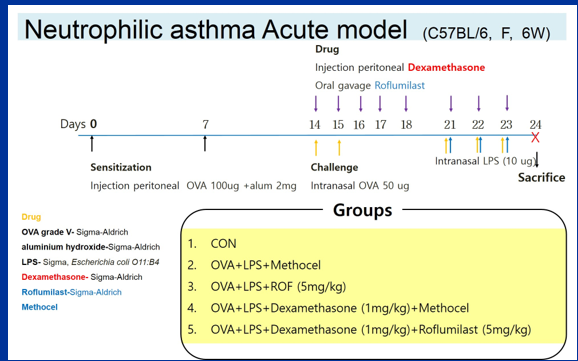 Neutrophilic asthma Acute model (C57BL/6, F, 6W)
Drug
Injection peritoneal Dexamethasone
Oral gavage Roflumilast
Days 0 7 14 15 16 17 18 21 22 23 24
X
Sensitization
Injection peritoneal OVA 100ug +alum 2mg
Challenge
Intranasal OVA 50 ug
Intranasal LPS (10 ug)
Sacrifice
Drug
OVA grade V- Sigma-Aldrich
aluminium hydroxide-Sigma-Aldrich
LPS- Sigma, Escherichia coli O11:B4
Dexamethasone- Sigma-Aldrich
Roflumilast-Sigma-Aldrich
Methocel
Groups
1. CON
2. OVA+LPS+Methocel
3. OVA+LPS+ROF (5mg/kg)
4. OVA+LPS+Dexamethasone (1mg/kg)+Methocel
5. OVA+LPS+Dexamethasone (1mg/kg)+Roflumilast (5mg/kg)